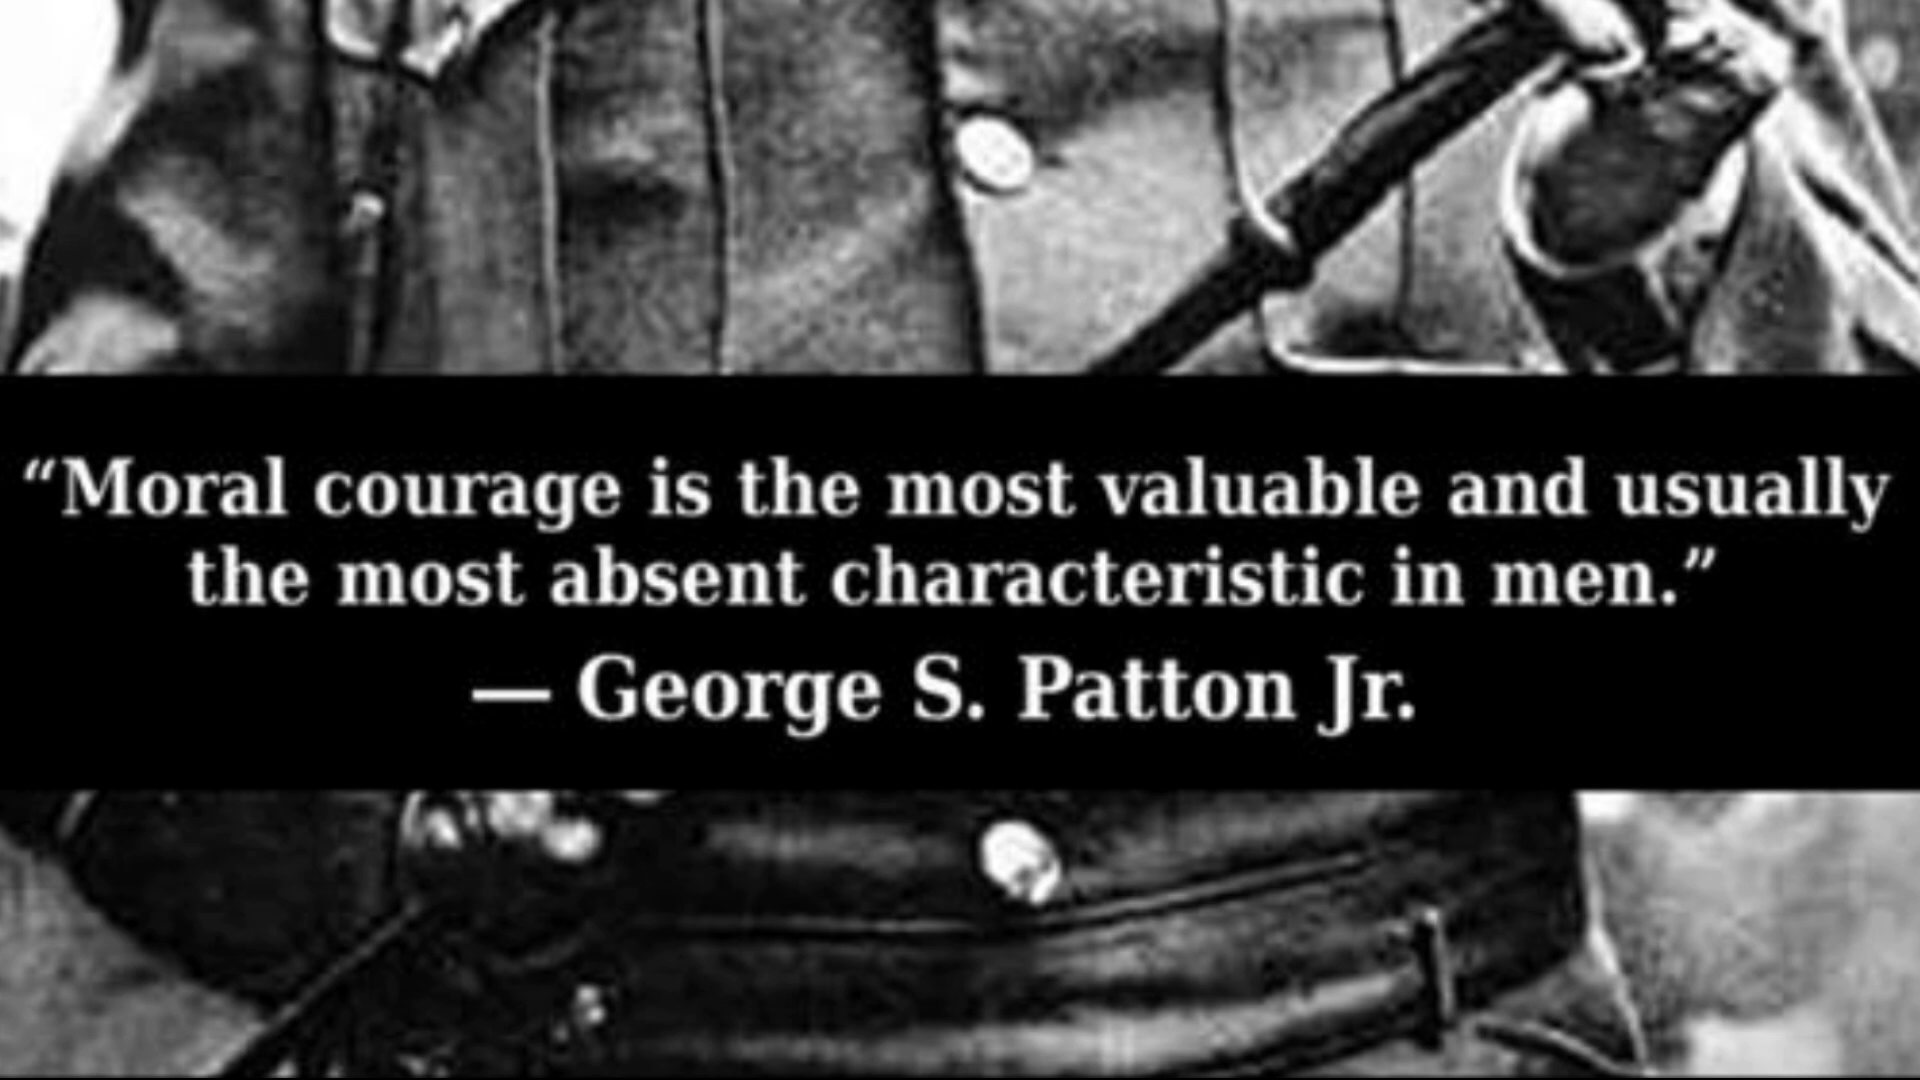 “Moral courage is the most valuable and usually
the most absent characteristic in men.”
— George S. Patton Jr.